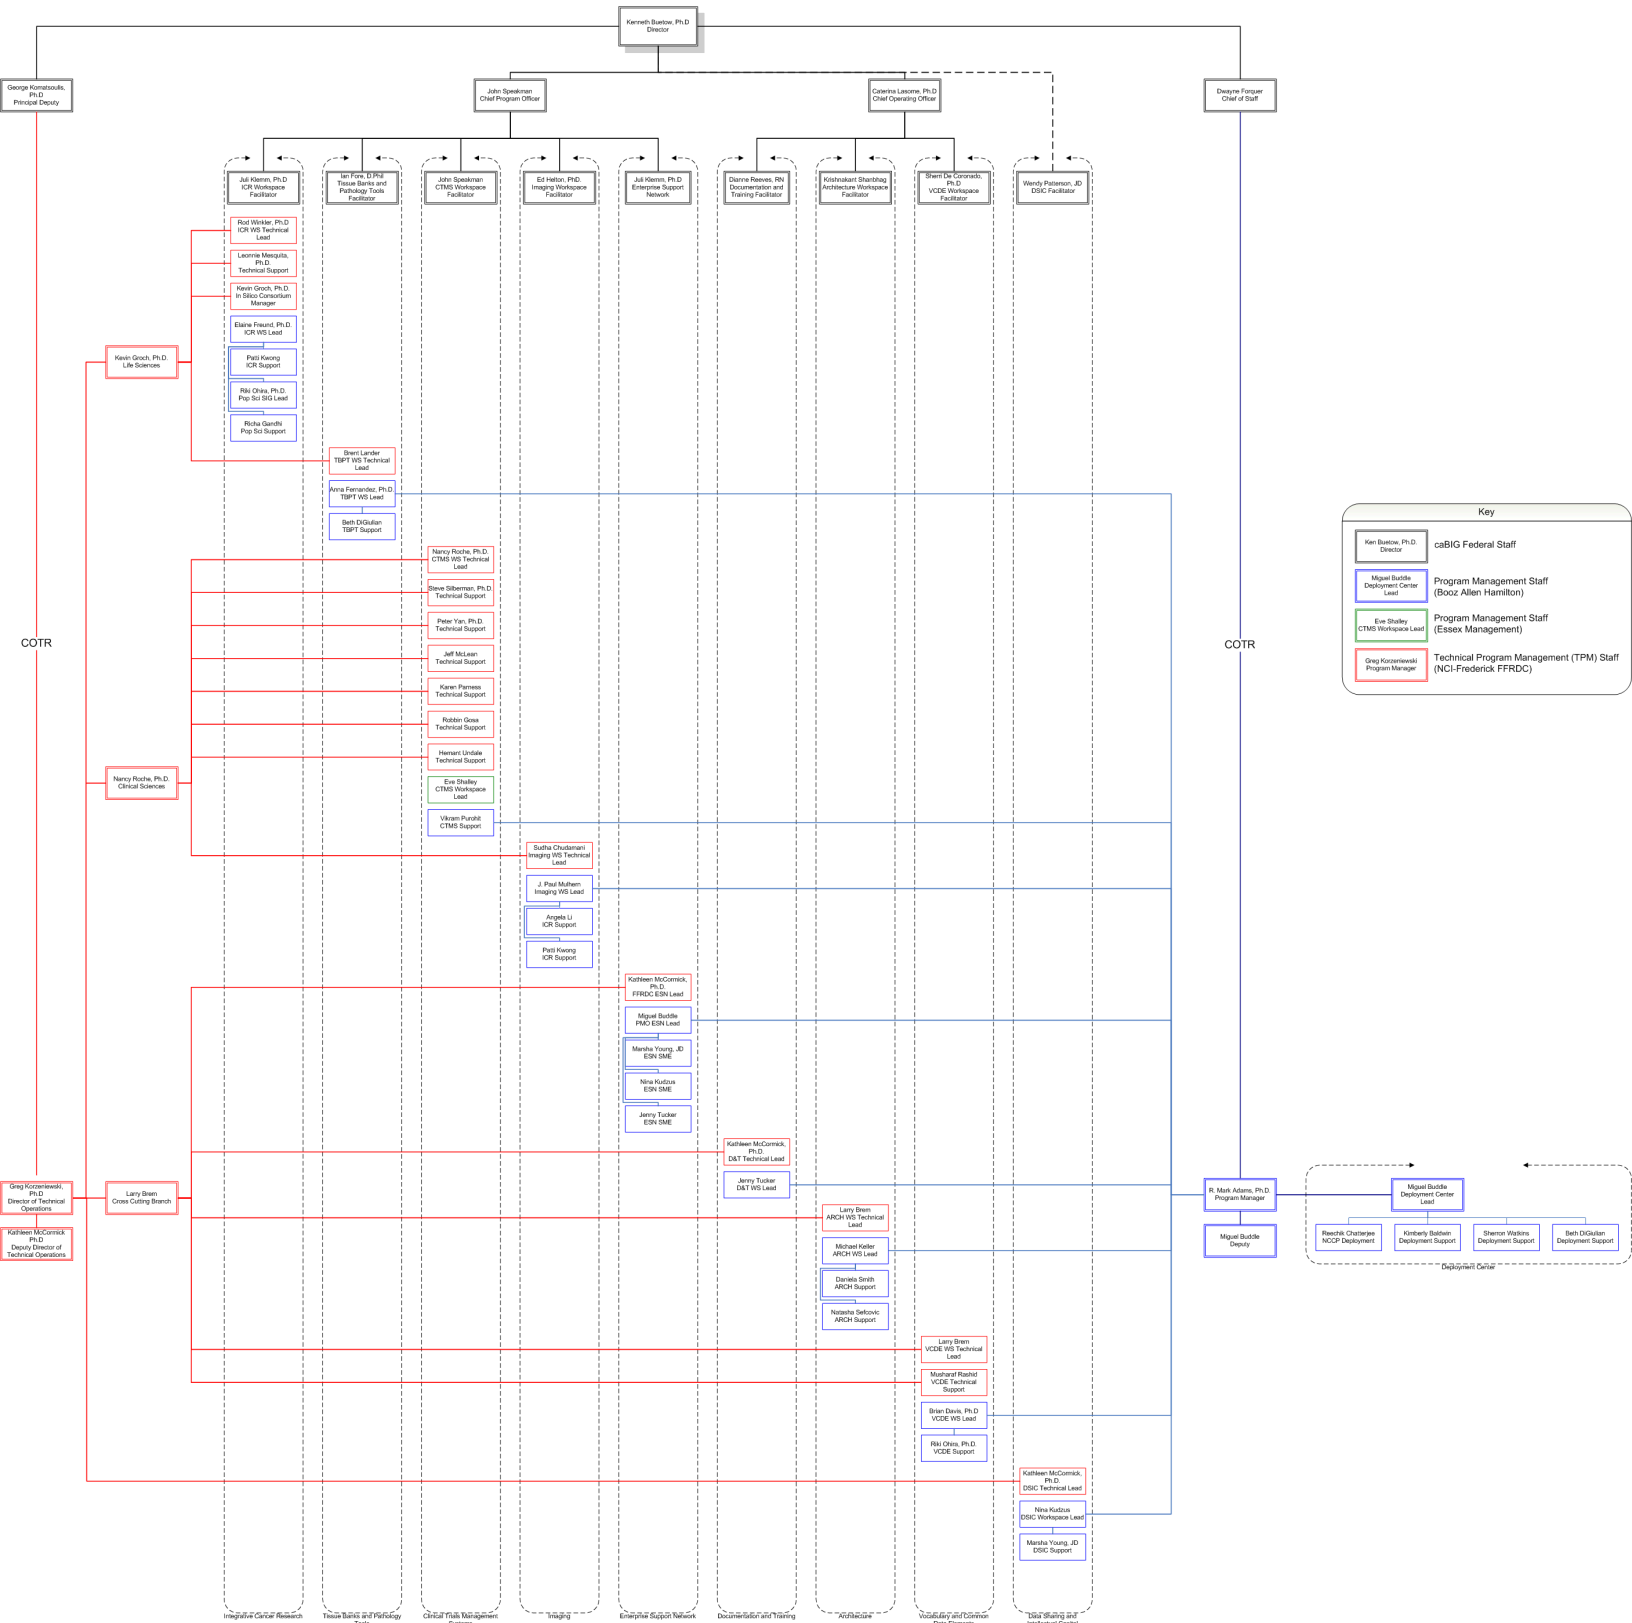 Kenneth Buetow, Ph.D
Director
George Komatsoulis,
Ph.D
Principal Deputy
John Speakman
Chief Program Officer
Caterina Lasome, Ph.D
Chief Operating Officer
Dwayne Forquer
Chief of Staff
Juli Klemm, Ph.D
ICR Workspace
Facilitator
Ian Fore, D.Phil
Tissue Banks and
Pathology Tools
Facilitator
John Speakman
CTMS Workspace
Facilitator
Ed Helton. PhD.
Imaging Workspace
Facilitator
Juli Klemm, Ph.D
Enterprise Support
Network
Dianne Reeves, RN
Documentation and
Training Facilitator
Krishnakant Shanbhag
Architecture Workspace
Facilitator
Sherri De Coronado,
Ph.D
VCDE Workspace
Facilitator
Wendy Patterson, JD
DSIC Facilitator
Rod Winkler, Ph.D
ICR WS Technical
Lead
Leonnie Mesquita,
Ph.D.
Technical Support
Kevin Groch, Ph.D.
In Silico Consortium
Manager
Elaine Freund, Ph.D.
ICR WS Lead
Kevin Groch, Ph.D.
Life Sciences
Patti Kwong
ICR Support
Riki Ohira, Ph.D.
Pop Sci SIG Lead
Richa Gandhi
Pop Sci Support
Brent Lander
TBPT WS Technical
Lead
Anna Fernandez, Ph.D.
TBPT WS Lead
Beth DiGiulian
TBPT Support
Key
Ken Buetow, Ph.D.
Director
caBIG Federal Staff
Miguel Buddle
Deployment Center
Lead
Program Management Staff
(Booz Allen Hamilton)
Eve Shalley
CTMS Workspace Lead
Program Management Staff
(Essex Management)
Greg Korzeniewski
Program Manager
Technical Program Management (TPM) Staff
(NCI-Frederick FFRDC)
Nancy Roche, Ph.D.
CTMS WS Technical
Lead
Steve Silberman, Ph.D.
Technical Support
Peter Yan, Ph.D.
Technical Support
COTR
COTR
Jeff McLean
Technical Support
Karen Parness
Technical Support
Robbin Gosa
Technical Support
Hemant Undale
Technical Support
Nancy Roche, Ph.D.
Clinical Sciences
Eve Shalley
CTMS Workspace
Lead
Vikram Purohit
CTMS Support
Sudha Chudamani
Imaging WS Technical
Lead
J. Paul Mulhern
Imaging WS Lead
Angela Li
ICR Support
Patti Kwong
ICR Support
Kathleen McCormick,
Ph.D.
FFRDC ESN Lead
Miguel Buddle
PMO ESN Lead
Marsha Young, JD
ESN SME
Nina Kudzus
ESN SME
Jenny Tucker
ESN SME
Kathleen McCormick,
Ph.D.
D&T Technical Lead
Jenny Tucker
D&T WS Lead
Greg Korzeniewski,
Ph.D
Director of Technical
Operations
Larry Brem
Cross Cutting Branch
R. Mark Adams, Ph.D.
Program Manager
Miguel Buddle
Deployment Center
Lead
Kathleen McCormick
Ph.D
Deputy Director of
Technical Operations
Larry Brem
ARCH WS Technical
Lead
Michael Keller
ARCH WS Lead
Miguel Buddle
Deputy
Reechik Chatterjee
NCCP Deployment
Kimberly Baldwin
Deployment Support
Sherron Watkins
Deployment Support
Beth DiGiulian
Deployment Support
Deployment Center
Daniela Smith
ARCH Support
Natasha Sefcovic
ARCH Support
Larry Brem
VCDE WS Technical
Lead
Musharaf Rashid
VCDE Technical
Support
Brian Davis, Ph.D
VCDE WS Lead
Riki Ohira, Ph.D.
VCDE Support
Kathleen McCormick,
Ph.D.
DSIC Technical Lead
Nina Kudzus
DSIC Workspace Lead
Marsha Young, JD
DSIC Support
Integrative Cancer Research
Tissue Banks and Pathology
Tools
Clinical Trials Management
Systems
Imaging
Enterprise Support Network
Documentation and Training
Architecture
Vocabulary and Common
Data Elements
Data Sharing and
Intellectual Capital